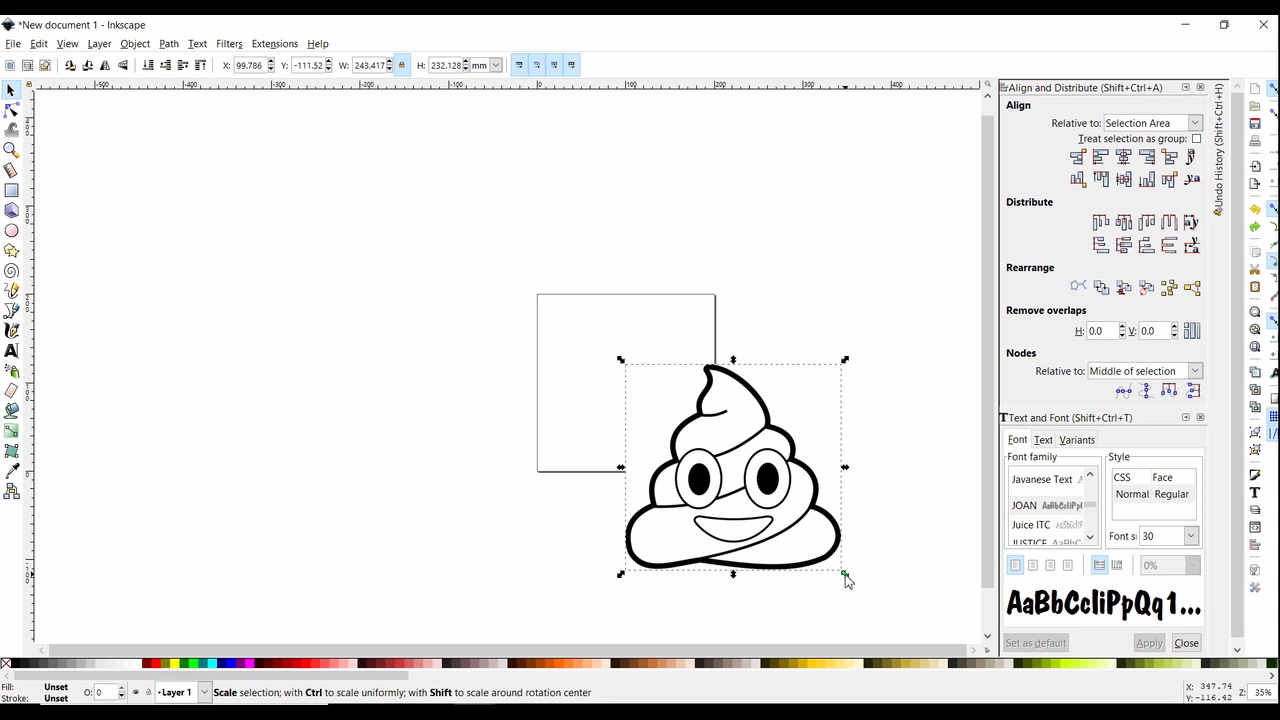 *New document 1 - Inkscape
File Edit View Layer Object Path Text Filters Extensions Help
X: 99.786 Y: -111.52 W: 243.417 H: 232.128 mm
Align and Distribute (Shift+Ctrl+A)
Align
Relative to: Selection Area
Treat selection as group:
Distribute
Rearrange
Remove overlaps
H: 0.0 V: 0.0
Nodes
Relative to: Middle of selection
Undo History (Shift+Ctrl+H)
Text and Font (Shift+Ctrl+T)
Font Text Variants
Font family Style
Javanese Text CSS Face
Normal Regular
JOAN AaBbCcIiPpl
Juice ITC
JUSTICE Font si 30
0%
AaBbCcIiPpQq1...
Set as default Apply Close
Fill: Unset
Stroke: Unset
O: 0 •Layer 1 Scale selection; with Ctrl to scale uniformly; with Shift to scale around rotation center
X: 347.74
Y: -116.42
Z: 35%